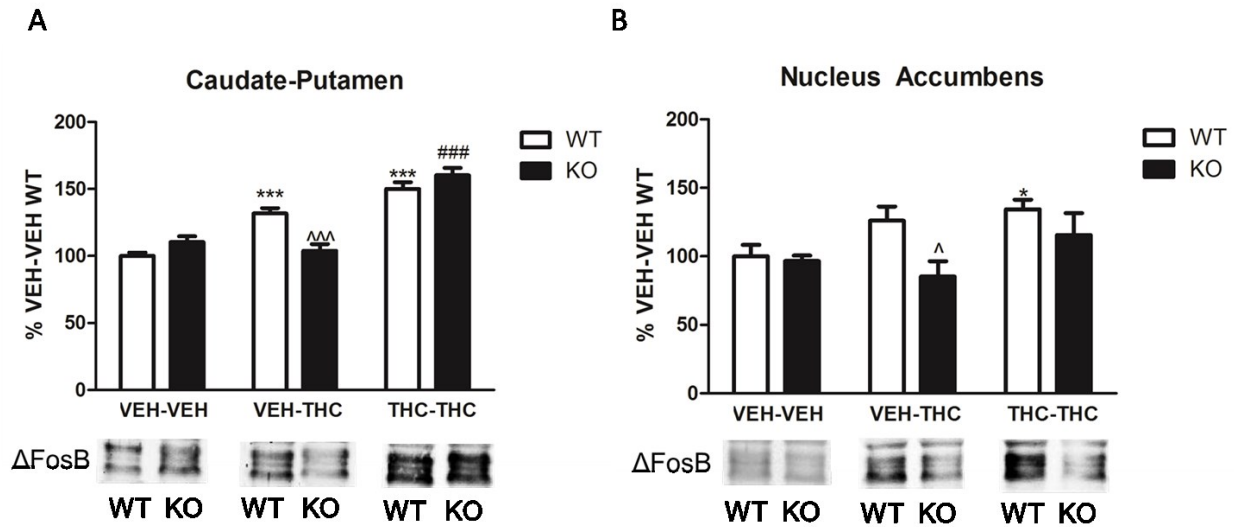 A
Caudate-Putamen
% VEH-VEH WT
200
150
100
50
0
***
^^^
***
###
WT
KO
VEH-VEH VEH-THC THC-THC
ΔFosB
WT KO WT KO WT KO
B
Nucleus Accumbens
% VEH-VEH WT
200
150
100
50
0
^
*
WT
KO
VEH-VEH VEH-THC THC-THC
ΔFosB
WT KO WT KO WT KO